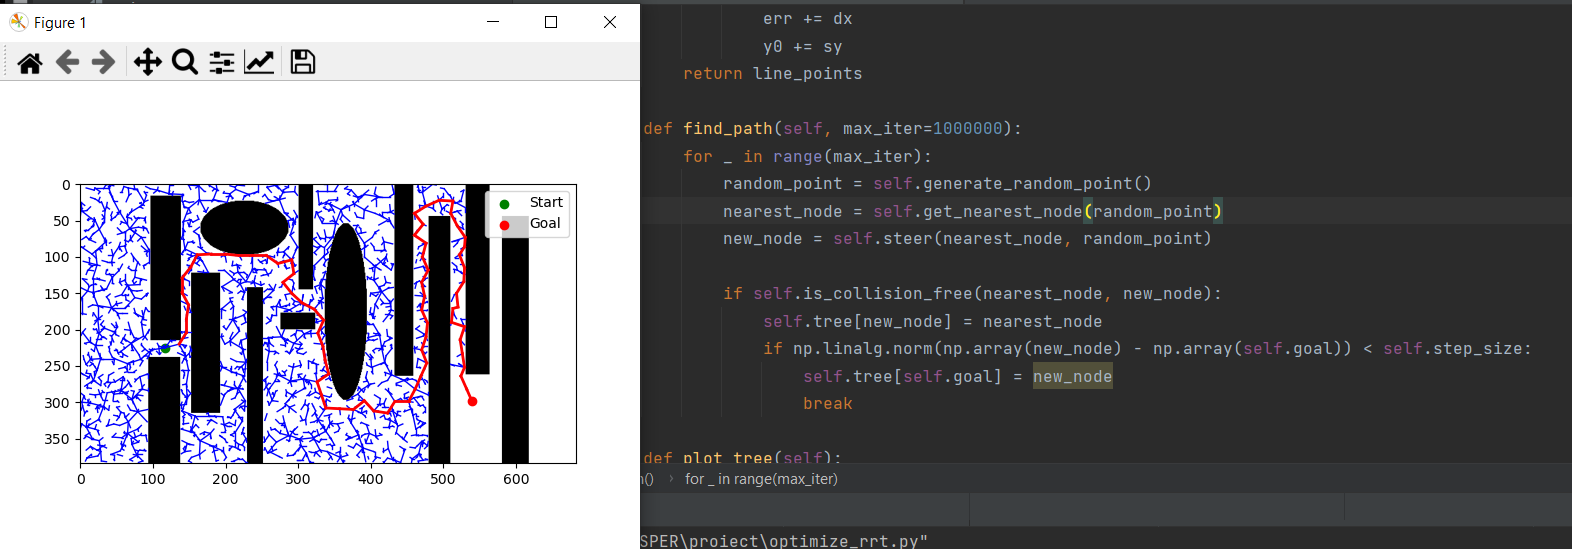 Figure 1
0
50
100
150
200
250
300
350
0 100 200 300 400 500 600
Start
Goal
err += dx
y0 += sy
return line_points
def find_path(self, max_iter=1000000):
for _ in range(max_iter):
random_point = self.generate_random_point()
nearest_node = self.get_nearest_node(random_point)
new_node = self.steer(nearest_node, random_point)
if self.is_collision_free(nearest_node, new_node):
self.tree[new_node] = nearest_node
if np.linalg.norm(np.array(new_node) - np.array(self.goal)) < self.step_size:
self.tree[self.goal] = new_node
break
def plot_tree(self):
() › for _ in range(max_iter)
SPER\project\optimize_rrt.py"